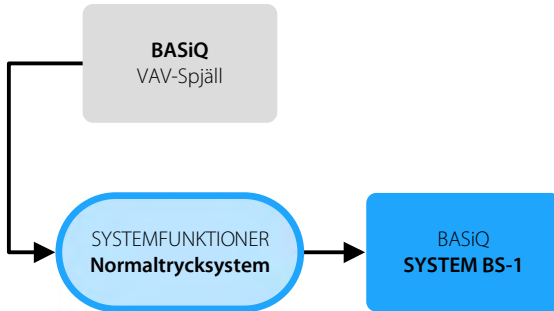 BASiQ
VAV-Spjäll
SYSTEMFUNKTIONER
Normaltrycksystem
BASiQ
SYSTEM BS-1